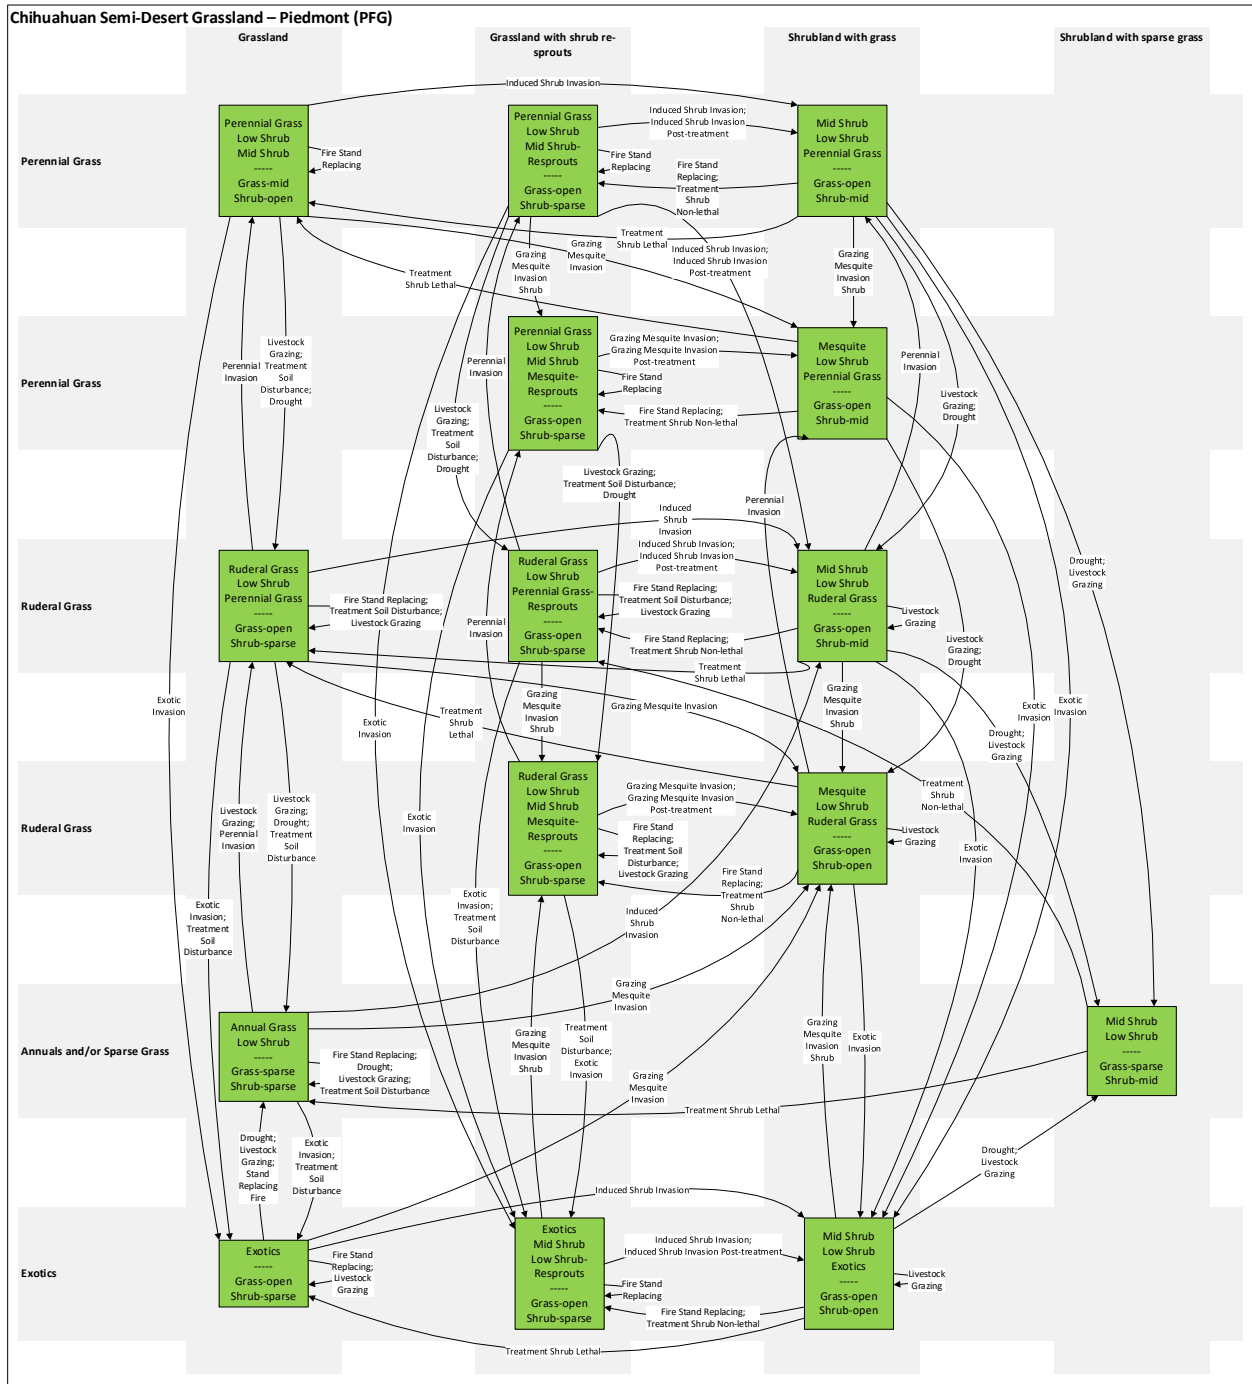 Chihuahuan Semi-Desert Grassland – Piedmont (PFG)
Grassland
Grassland with shrub re-
sprouts
Shrubland with grass
Shrubland with sparse grass
Induced Shrub Invasion
Perennial Grass
Perennial Grass
Low Shrub
Mid Shrub
-----
Grass-mid
Shrub-open
Fire Stand
Replacing
Perennial Grass
Low Shrub
Mid Shrub-
Resprouts
-----
Grass-open
Shrub-sparse
Induced Shrub Invasion;
Induced Shrub Invasion
Post-treatment
Fire Stand
Replacing
Fire Stand
Replacing;
Treatment
Shrub
Non-lethal
Mid Shrub
Low Shrub
Perennial Grass
-----
Grass-open
Shrub-mid
Treatment
Shrub Lethal
Grazing
Mesquite
Invasion
Treatment
Shrub Lethal
Grazing
Mesquite
Invasion
Shrub
Induced Shrub Invasion;
Induced Shrub Invasion
Post-treatment
Grazing
Mesquite
Invasion
Shrub
Perennial Grass
Perennial
Invasion
Livestock
Grazing;
Treatment
Soil
Disturbance;
Drought
Perennial
Invasion
Livestock
Grazing;
Treatment
Soil
Disturbance;
Drought
Perennial Grass
Low Shrub
Mid Shrub
Mesquite-
Resprouts
-----
Grass-open
Shrub-sparse
Grazing Mesquite Invasion;
Grazing Mesquite Invasion
Post-treatment
Fire Stand
Replacing
Fire Stand Replacing;
Treatment Shrub Non-lethal
Mesquite
Low Shrub
Perennial Grass
-----
Grass-open
Shrub-mid
Perennial
Invasion
Livestock
Grazing;
Drought
Livestock Grazing;
Treatment Soil Disturbance;
Drought
Perennial
Invasion
Induced
Shrub
Invasion
Ruderal Grass
Ruderal Grass
Low Shrub
Perennial Grass
-----
Grass-open
Shrub-sparse
Fire Stand Replacing;
Treatment Soil Disturbance;
Livestock Grazing
Perennial
Invasion
Ruderal Grass
Low Shrub
Perennial Grass-
Resprouts
-----
Grass-open
Shrub-sparse
Induced Shrub Invasion;
Induced Shrub Invasion
Post-treatment
Fire Stand Replacing;
Treatment Soil Disturbance;
Livestock Grazing
Fire Stand Replacing;
Treatment Shrub Non-lethal
Treatment
Shrub Lethal
Mid Shrub
Low Shrub
Ruderal Grass
-----
Grass-open
Shrub-mid
Livestock
Grazing
Livestock
Grazing;
Drought
Drought;
Livestock
Grazing
Exotic
Invasion
Treatment
Shrub
Lethal
Exotic
Invasion
Grazing
Mesquite
Invasion
Shrub
Grazing Mesquite Invasion
Grazing
Mesquite
Invasion
Shrub
Drought;
Livestock
Grazing
Exotic
Invasion
Exotic
Invasion
Ruderal Grass
Livestock
Grazing;
Perennial
Invasion
Livestock
Grazing;
Drought;
Treatment
Soil
Disturbance
Exotic
Invasion
Ruderal Grass
Low Shrub
Mid Shrub
Mesquite-
Resprouts
-----
Grass-open
Shrub-sparse
Grazing Mesquite Invasion;
Grazing Mesquite Invasion
Post-treatment
Fire Stand
Replacing;
Treatment Soil
Disturbance;
Livestock Grazing
Fire Stand
Replacing;
Treatment
Shrub
Non-lethal
Mesquite
Low Shrub
Ruderal Grass
-----
Grass-open
Shrub-open
Livestock
Grazing
Treatment
Shrub
Non-lethal
Exotic
Invasion
Exotic
Invasion;
Treatment
Soil
Disturbance
Exotic
Invasion;
Treatment
Soil
Disturbance
Induced
Shrub
Invasion
Grazing
Mesquite
Invasion
Annuals and/or Sparse Grass
Annual Grass
Low Shrub
-----
Grass-sparse
Shrub-sparse
Fire Stand Replacing;
Drought;
Livestock Grazing;
Treatment Soil Disturbance
Grazing
Mesquite
Invasion
Shrub
Treatment
Soil
Disturbance;
Exotic
Invasion
Grazing
Mesquite
Invasion
Grazing
Mesquite
Invasion
Shrub
Exotic
Invasion
Mid Shrub
Low Shrub
-----
Grass-sparse
Shrub-mid
Treatment Shrub Lethal
Drought;
Livestock
Grazing;
Stand
Replacing
Fire
Exotic
Invasion;
Treatment
Soil
Disturbance
Drought;
Livestock
Grazing
Induced Shrub Invasion
Exotics
Exotics
-----
Grass-open
Shrub-sparse
Fire Stand
Replacing;
Livestock
Grazing
Exotics
Mid Shrub
Low Shrub-
Resprouts
-----
Grass-open
Shrub-sparse
Induced Shrub Invasion;
Induced Shrub Invasion Post-treatment
Fire Stand
Replacing
Fire Stand Replacing;
Treatment Shrub Non-lethal
Mid Shrub
Low Shrub
Exotics
-----
Grass-open
Shrub-open
Livestock
Grazing
Treatment Shrub Lethal